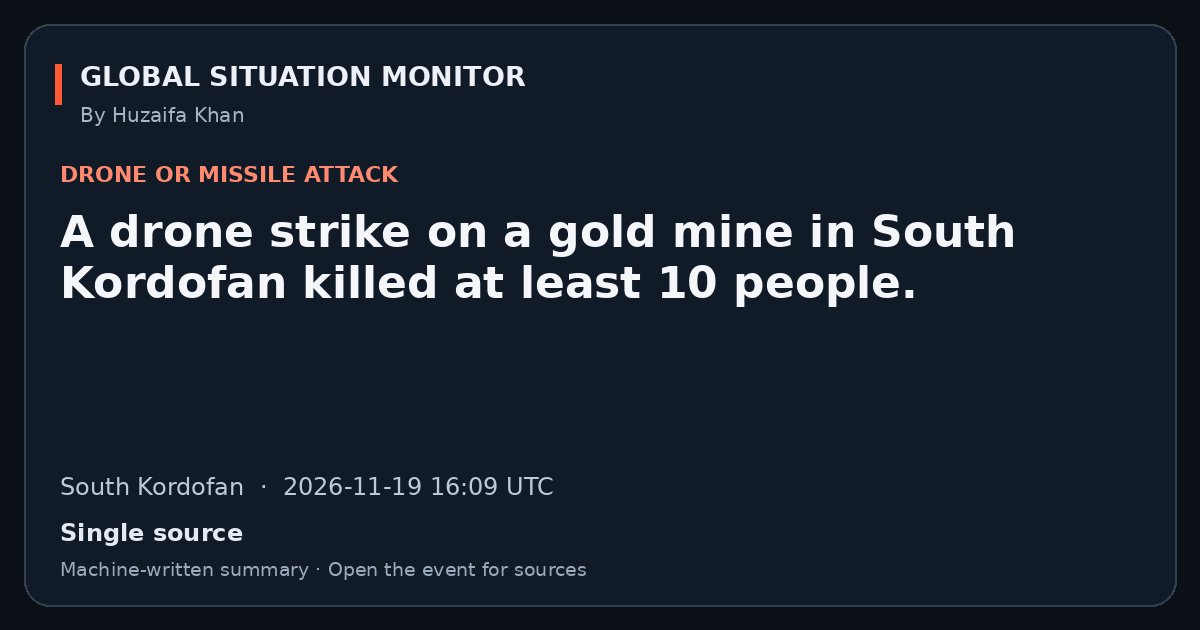 GLOBAL SITUATION MONITOR
By Huzaifa Khan
DRONE OR MISSILE ATTACK
A drone strike on a gold mine in South
Kordofan killed at least 10 people.
South Kordofan · 2026-11-19 16:09 UTC
Single source
Machine-written summary · Open the event for sources